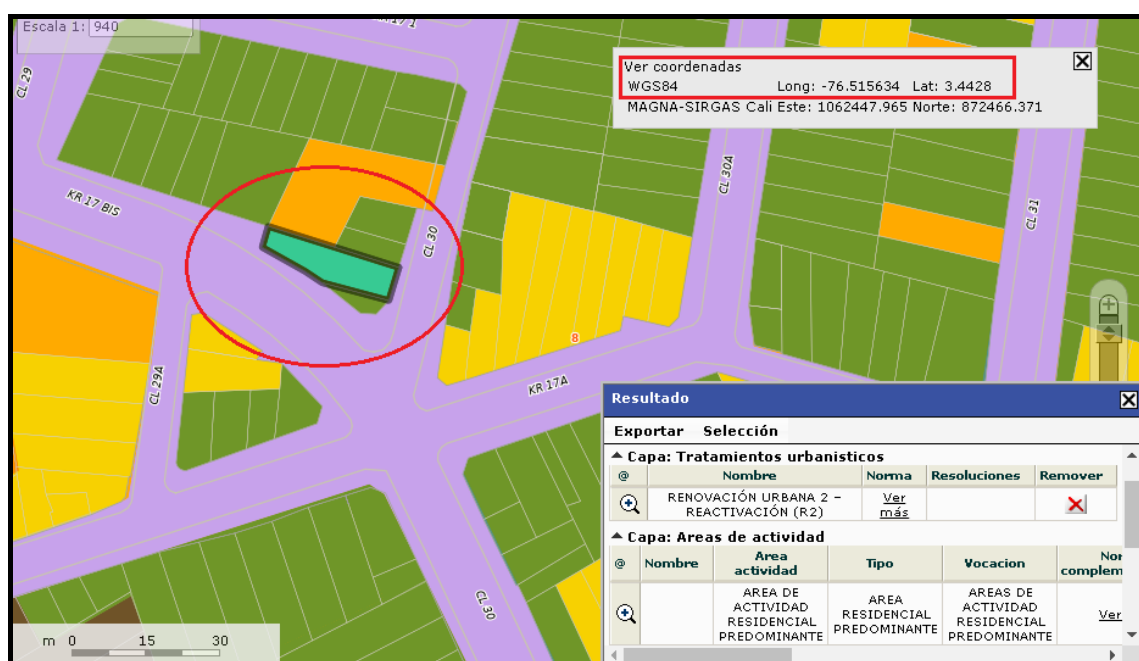 Escala 1: 940
CL 29
KR 17 BIS
CL 29A
CL 30
CL 30A
CL 31
8
KR 17A
CL 30
m 0 15 30
Ver coordenadas
WGS84 Long: -76.515634 Lat: 3.4428
MAGNA-SIRGAS Cali Este: 1062447.965 Norte: 872466.371
Resultado
Exportar Selección
Capa: Tratamientos urbanisticos
@ Nombre Norma Resoluciones Remover
RENOVACIÓN URBANA 2 –
REACTIVACIÓN (R2)
Ver
más
Capa: Areas de actividad
@ Nombre Area
actividad
Tipo Vocacion Nor
complem
AREA DE
ACTIVIDAD
RESIDENCIAL
PREDOMINANTE
AREA
RESIDENCIAL
PREDOMINANTE
AREAS DE
ACTIVIDAD
RESIDENCIAL
PREDOMINANTE
Ver